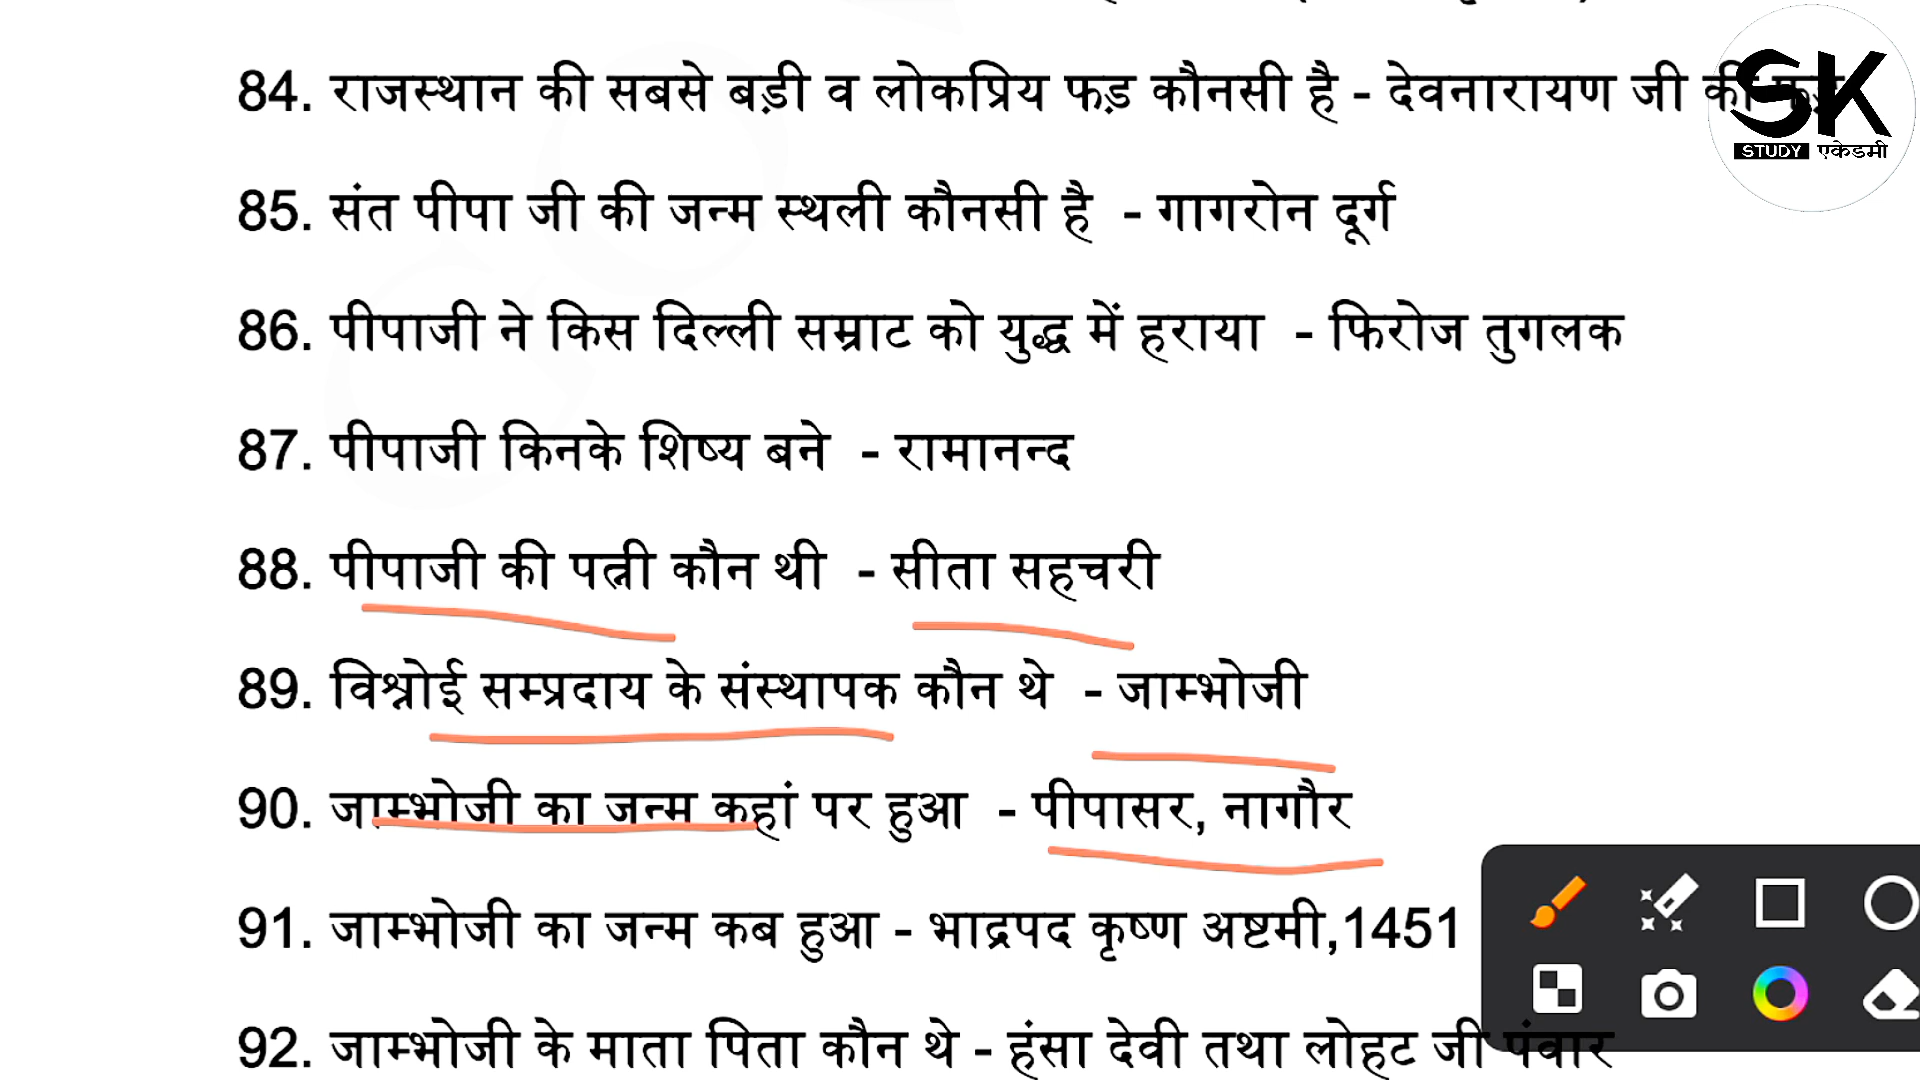 84. राजस्थान की सबसे बड़ी व लोकप्रिय फड़ कौनसी है - देवनारायण जी की फड़
SK
STUDY एकेडमी
85. संत पीपा जी की जन्म स्थली कौनसी है - गागरोन दूर्ग
86. पीपाजी ने किस दिल्ली सम्राट को युद्ध में हराया - फिरोज तुगलक
87. पीपाजी किनके शिष्य बने - रामानन्द
88. पीपाजी की पत्नी कौन थी - सीता सहचरी
89. विश्नोई सम्प्रदाय के संस्थापक कौन थे - जाम्भोजी
90. जाम्भोजी का जन्म कहां पर हुआ - पीपासर, नागौर
91. जाम्भोजी का जन्म कब हुआ - भाद्रपद कृष्ण अष्टमी,1451
92. जाम्भोजी के माता पिता कौन थे - हंसा देवी तथा लोहट जी पंवार